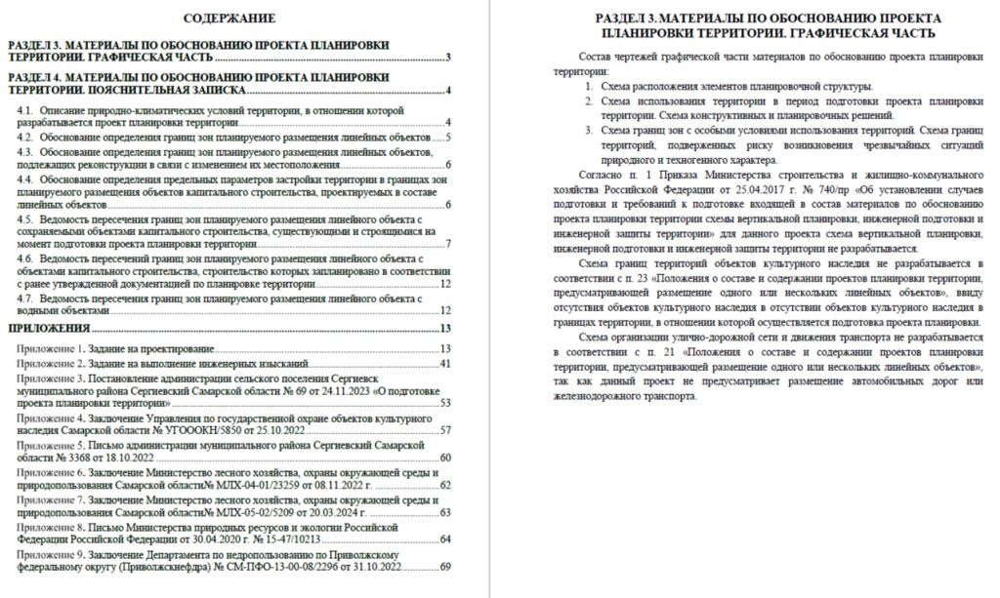 СОДЕРЖАНИЕ
РАЗДЕЛ 3. МАТЕРИАЛЫ ПО ОБОСНОВАНИЮ ПРОЕКТА ПЛАНИРОВКИ
ТЕРРИТОРИИ. ГРАФИЧЕСКАЯ ЧАСТЬ ... 3
РАЗДЕЛ 4. МАТЕРИАЛЫ ПО ОБОСНОВАНИЮ ПРОЕКТА ПЛАНИРОВКИ
ТЕРРИТОРИИ. ПОЯСНИТЕЛЬНАЯ ЗАПИСКА ... 4
4.1. Описание природно-климатических условий территории, в отношении которой
разрабатывается проект планировки территории ... 4
4.2. Обоснование определения границ зон планируемого размещения линейных объектов ... 5
4.3. Обоснование определения границ зон планируемого размещения линейных объектов,
подлежащих реконструкции в связи с изменением их местоположения ... 6
4.4. Обоснование определения предельных параметров застройки территории в границах зон
планируемого размещения объектов капитального строительства, проектируемых в составе
линейных объектов ... 6
4.5. Ведомость пересечения границ зон планируемого размещения линейного объекта с
сохраняемыми объектами капитального строительства, существующими и строящимися на
момент подготовки проекта планировки территории ... 7
4.6. Ведомость пересечений границ зон планируемого размещения линейного объекта с
объектами капитального строительства, строительство которых запланировано в соответствии
с ранее утвержденной документацией по планировке территории ... 12
4.7. Ведомость пересечения границ зон планируемого размещения линейного объекта с
водными объектами ... 12
ПРИЛОЖЕНИЯ ... 13
Приложение 1. Задание на проектирование ... 13
Приложение 2. Задание на выполнение инженерных изысканий ... 41
Приложение 3. Постановление администрации сельского поселения Сергиевск
муниципального района Сергиевский Самарской области № 69 от 24.11.2023 «О подготовке
проекта планировки территории» ... 53
Приложение 4. Заключение Управления по государственной охране объектов культурного
наследия Самарской области № УГОООКН/5850 от 25.10.2022 ... 57
Приложение 5. Письмо администрации муниципального района Сергиевский Самарской
области № 3368 от 18.10.2022 ... 60
Приложение 6. Заключение Министерство лесного хозяйства, охраны окружающей среды и
природопользования Самарской области№ МЛХ-04-01/23259 от 08.11.2022 г. ... 62
Приложение 7. Заключение Министерство лесного хозяйства, охраны окружающей среды и
природопользования Самарской области№ МЛХ-05-02/5209 от 20.03.2024 г. ... 63
Приложение 8. Письмо Министерства природных ресурсов и экологии Российской
Федерации Российской Федерации от 30.04.2020 г. № 15-47/10213 ... 64
Приложение 9. Заключение Департамента по недропользованию по Приволжскому
федеральному округу (Приволжскнефдра) № СМ-ПФО-13-00-08/2296 от 31.10.2022 ... 69
РАЗДЕЛ 3. МАТЕРИАЛЫ ПО ОБОСНОВАНИЮ ПРОЕКТА
ПЛАНИРОВКИ ТЕРРИТОРИИ. ГРАФИЧЕСКАЯ ЧАСТЬ
Состав чертежей графической части материалов по обоснованию проекта планировки
территории:
1. Схема расположения элементов планировочной структуры.
2. Схема использования территории в период подготовки проекта планировки
территории. Схема конструктивных и планировочных решений.
3. Схема границ зон с особыми условиями использования территорий. Схема границ
территорий, подверженных риску возникновения чрезвычайных ситуаций
природного и техногенного характера.
Согласно п. 1 Приказа Министерства строительства и жилищно-коммунального
хозяйства Российской Федерации от 25.04.2017 г. № 740/пр «Об установлении случаев
подготовки и требований к подготовке входящей в состав материалов по обоснованию
проекта планировки территории схемы вертикальной планировки, инженерной подготовки и
инженерной защиты территории» для данного проекта схема вертикальной планировки,
инженерной подготовки и инженерной защиты территории не разрабатывается.
Схема границ территорий объектов культурного наследия не разрабатывается в
соответствии с п. 23 «Положения о составе и содержании проектов планировки территории,
предусматривающей размещение одного или нескольких линейных объектов», ввиду
отсутствия объектов культурного наследия в отсутствии объектов культурного наследия в
границах территории, в отношении которой осуществляется подготовка проекта планировки.
Схема организации улично-дорожной сети и движения транспорта не разрабатывается
в соответствии с п. 21 «Положения о составе и содержании проектов планировки
территории, предусматривающей размещение одного или нескольких линейных объектов»,
так как данный проект не предусматривает размещение автомобильных дорог или
железнодорожного транспорта.